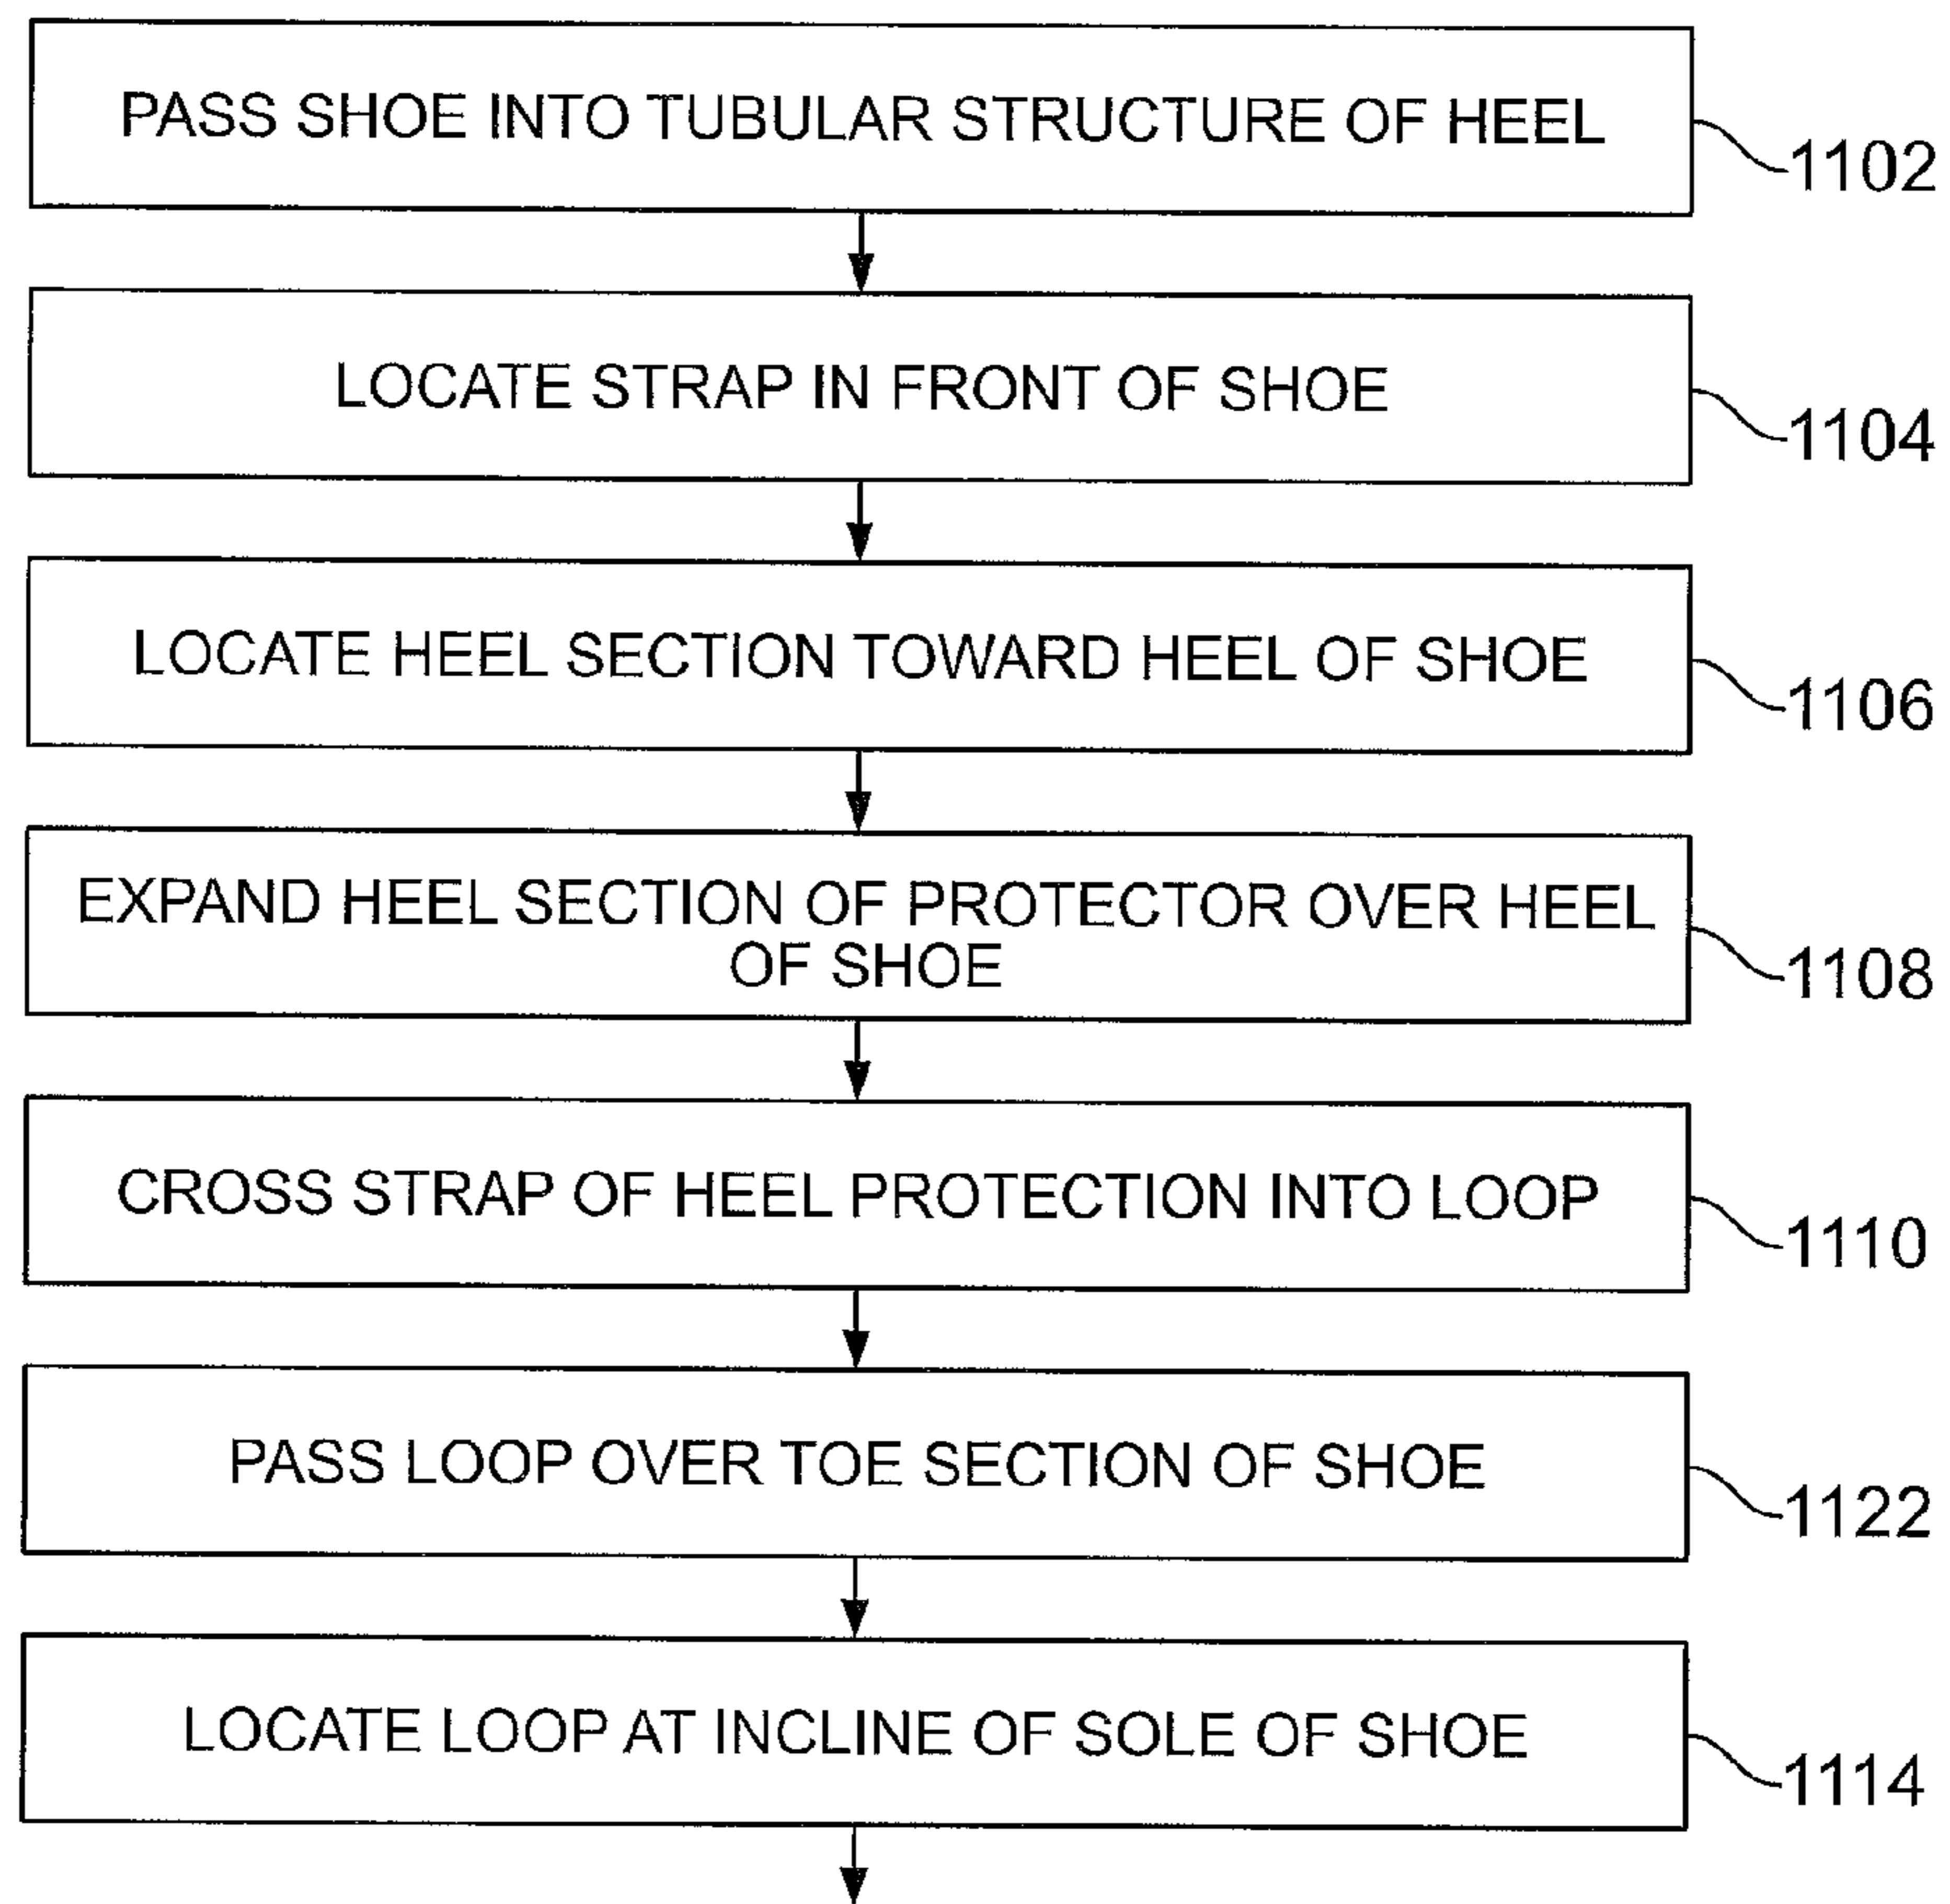 PASS SHOE INTO TUBULAR STRUCTURE OF HEEL
1102
LOCATE STRAP IN FRONT OF SHOE
1104
LOCATE HEEL SECTION TOWARD HEEL OF SHOE
1106
EXPAND HEEL SECTION OF PROTECTOR OVER HEEL
OF SHOE
1108
CROSS STRAP OF HEEL PROTECTION INTO LOOP
1110
PASS LOOP OVER TOE SECTION OF SHOE
1122
LOCATE LOOP AT INCLINE OF SOLE OF SHOE
1114